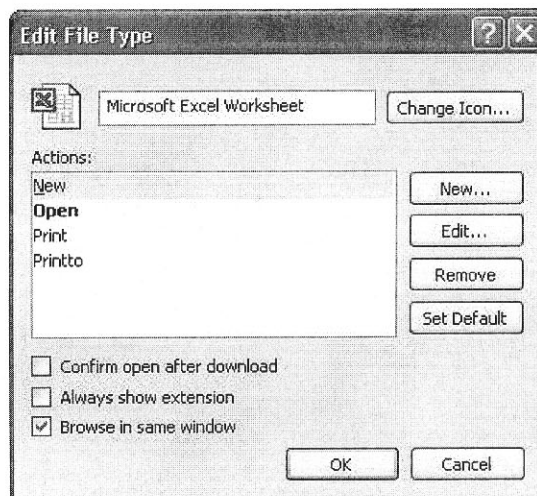 Edit File Type
Microsoft Excel Worksheet
Change Icon...
Actions:
New
Open
Print
Printto
New...
Edit...
Remove
Set Default
Confirm open after download
Always show extension
Browse in same window
OK
Cancel